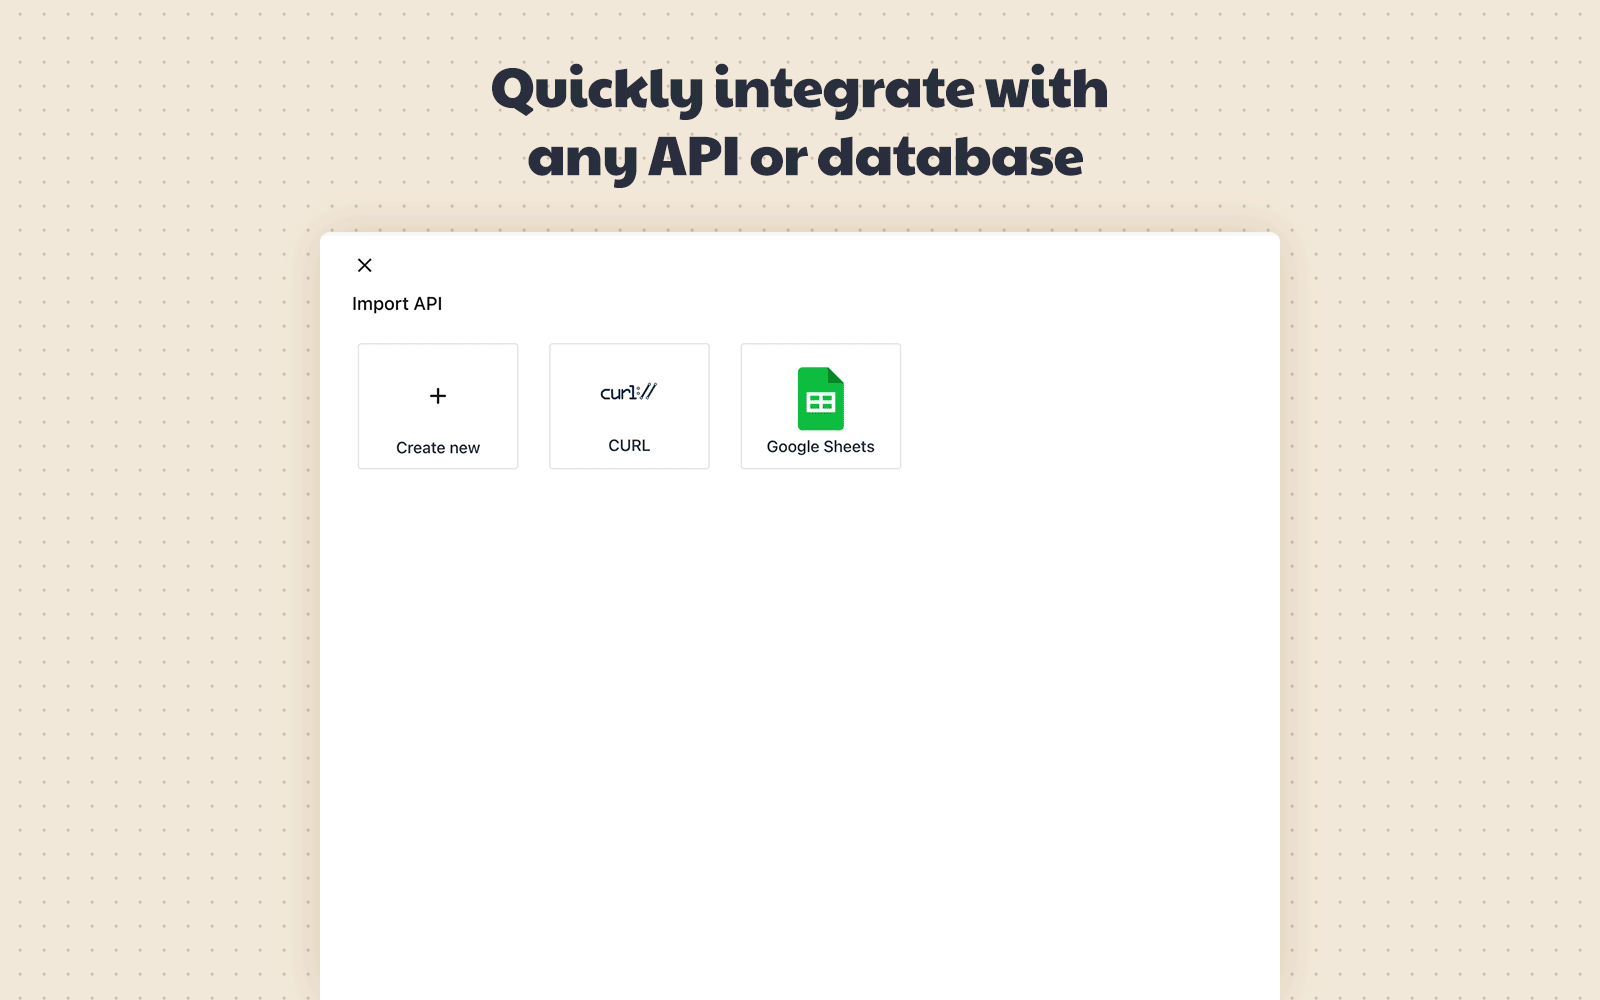 Quickly integrate with
any API or database
Import API
Create new
curl://
CURL
Google Sheets